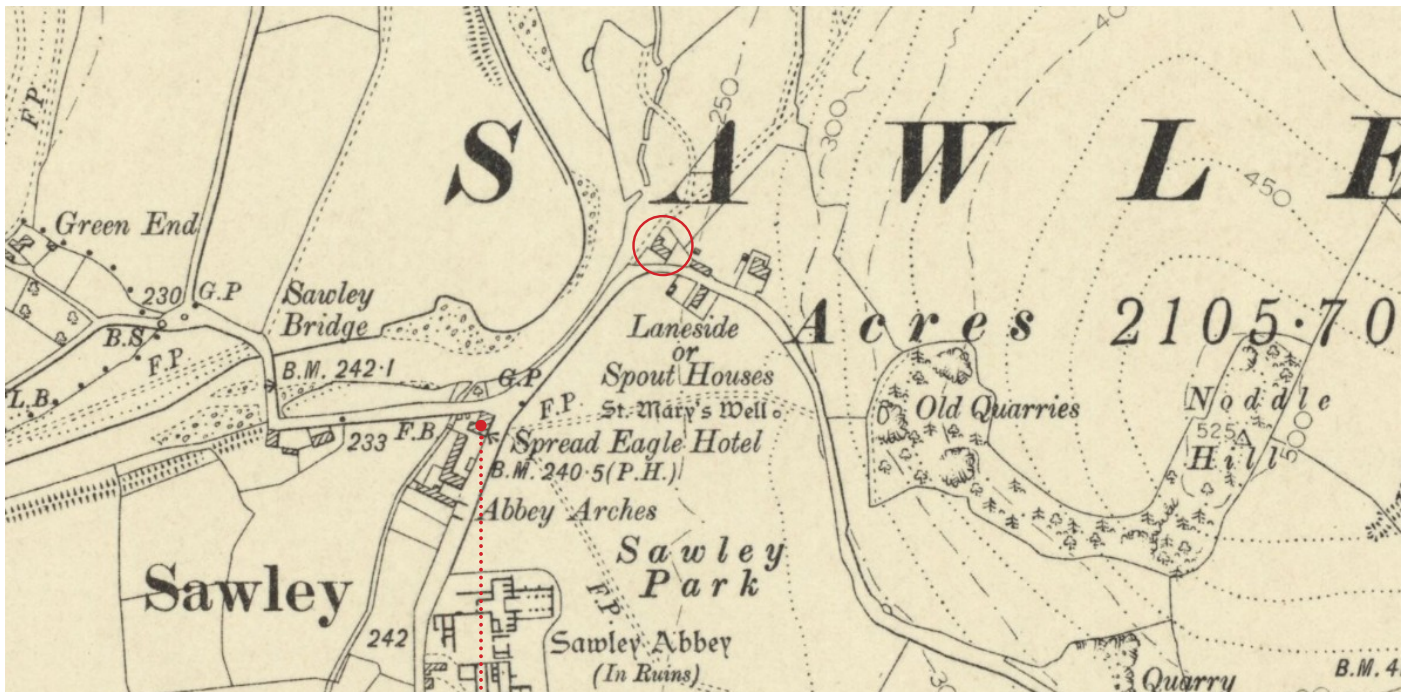 F.P.
250
400
300
S A W L E
450
Green End
230
G.P
Sawley
Bridge
B.S
F.P
B.M. 242·1
L.B
233
F.B
G.P
F.P
Laneside
or
Spout Houses
St. Mary's Well
Acres 2105·70
Old Quarries
Noddle
525
Hill
500
Spread Eagle Hotel
B.M. 240·5 (P.H.)
Abbey Arches
Sawley
Park
Sawley
F.P.
242
Sawley Abbey
(In Ruins)
Quarry
B.M. 4